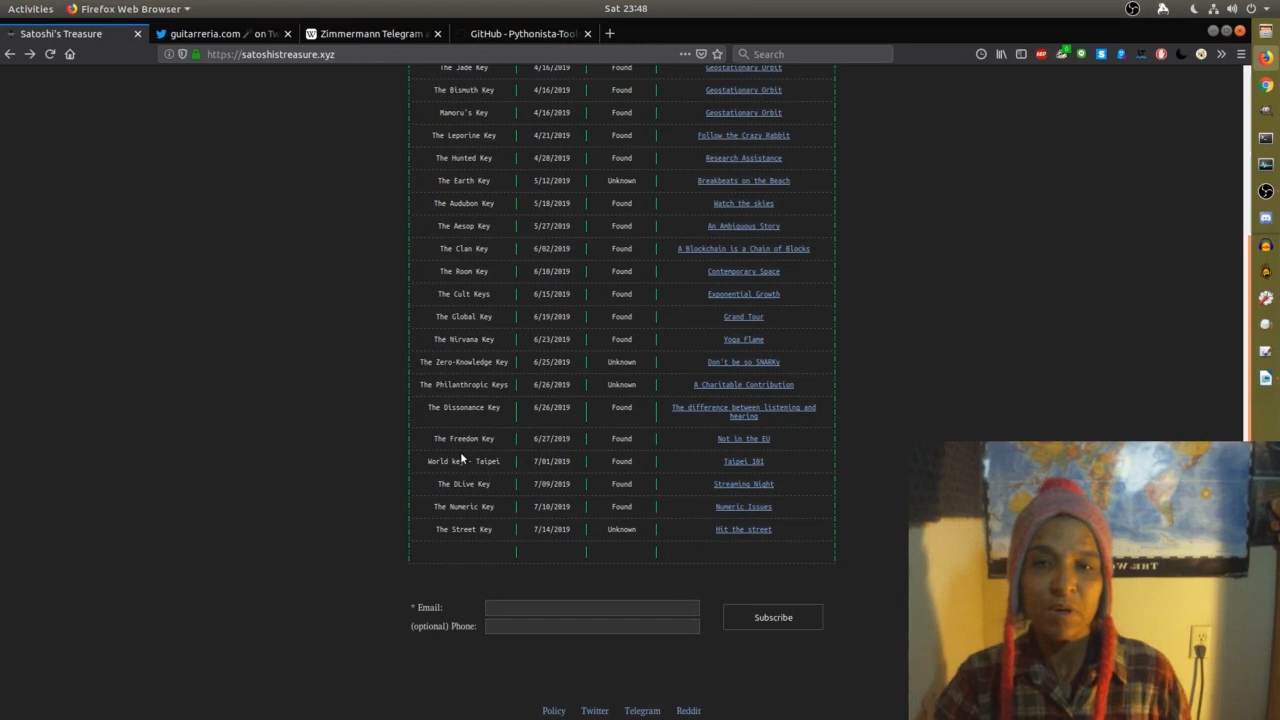 Activities Firefox Web Browser Sat 23:48
Satoshi's Treasure guitarreria.com on Tw Zimmermann Telegram a GitHub - Pythonista-Tool
https://satoshistreasure.xyz Search
The Jade Key 4/16/2019 Found Geostationary Orbit
The Bismuth Key 4/16/2019 Found Geostationary Orbit
Mamoru's Key 4/16/2019 Found Geostationary Orbit
The Leporine Key 4/21/2019 Found Follow the Crazy Rabbit
The Hunted Key 4/28/2019 Found Research Assistance
The Earth Key 5/12/2019 Unknown Breakbeats on the Beach
The Audubon Key 5/18/2019 Found Watch the skies
The Aesop Key 5/27/2019 Found An Ambiguous Story
The Clan Key 6/02/2019 Found A Blockchain is a Chain of Blocks
The Room Key 6/10/2019 Found Contemporary Space
The Cult Keys 6/15/2019 Found Exponential Growth
The Global Key 6/19/2019 Found Grand Tour
The Nirvana Key 6/23/2019 Found Yoga Flame
The Zero-Knowledge Key 6/25/2019 Unknown Don't be so SNARKy
The Philanthropic Keys 6/26/2019 Unknown A Charitable Contribution
The Dissonance Key 6/26/2019 Found The difference between listening and
hearing
The Freedom Key 6/27/2019 Found Not in the EU
World key - Taipei 7/01/2019 Found Taipei 101
The DLive Key 7/09/2019 Found Streaming Night
The Numeric Key 7/10/2019 Found Numeric Issues
The Street Key 7/14/2019 Unknown Hit the street
* Email:
(optional) Phone:
Subscribe
Policy Twitter Telegram Reddit